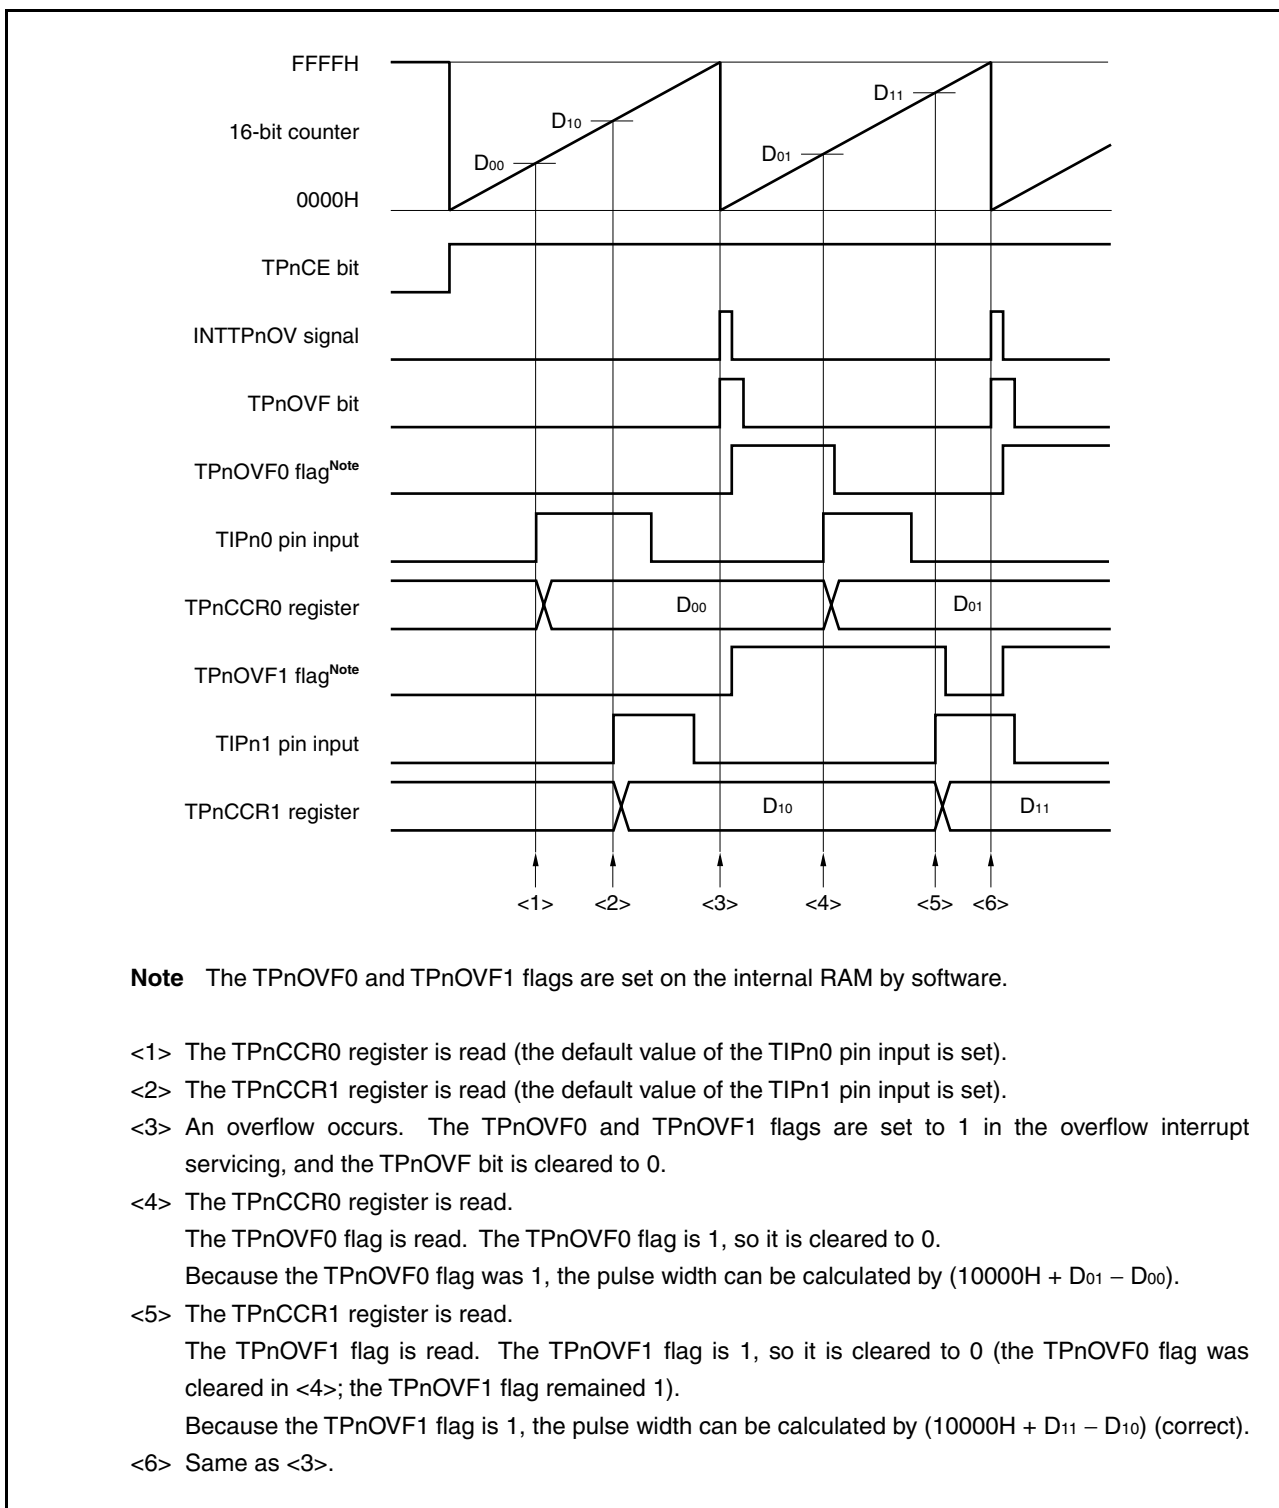 FFFFH
D11
D10
16-bit counter
D01
D00
0000H
TPnCE bit
INTTPnOV signal
TPnOVF bit
TPnOVF0 flagNote
TIPn0 pin input
TPnCCR0 register
D00
D01
TPnOVF1 flagNote
TIPn1 pin input
TPnCCR1 register
D10
D11
<1> <2> <3> <4> <5> <6>
Note The TPnOVF0 and TPnOVF1 flags are set on the internal RAM by software.
<1> The TPnCCR0 register is read (the default value of the TIPn0 pin input is set).
<2> The TPnCCR1 register is read (the default value of the TIPn1 pin input is set).
<3> An overflow occurs. The TPnOVF0 and TPnOVF1 flags are set to 1 in the overflow interrupt
servicing, and the TPnOVF bit is cleared to 0.
<4> The TPnCCR0 register is read.
The TPnOVF0 flag is read. The TPnOVF0 flag is 1, so it is cleared to 0.
Because the TPnOVF0 flag was 1, the pulse width can be calculated by (10000H + D01 − D00).
<5> The TPnCCR1 register is read.
The TPnOVF1 flag is read. The TPnOVF1 flag is 1, so it is cleared to 0 (the TPnOVF0 flag was
cleared in <4>; the TPnOVF1 flag remained 1).
Because the TPnOVF1 flag is 1, the pulse width can be calculated by (10000H + D11 − D10) (correct).
<6> Same as <3>.